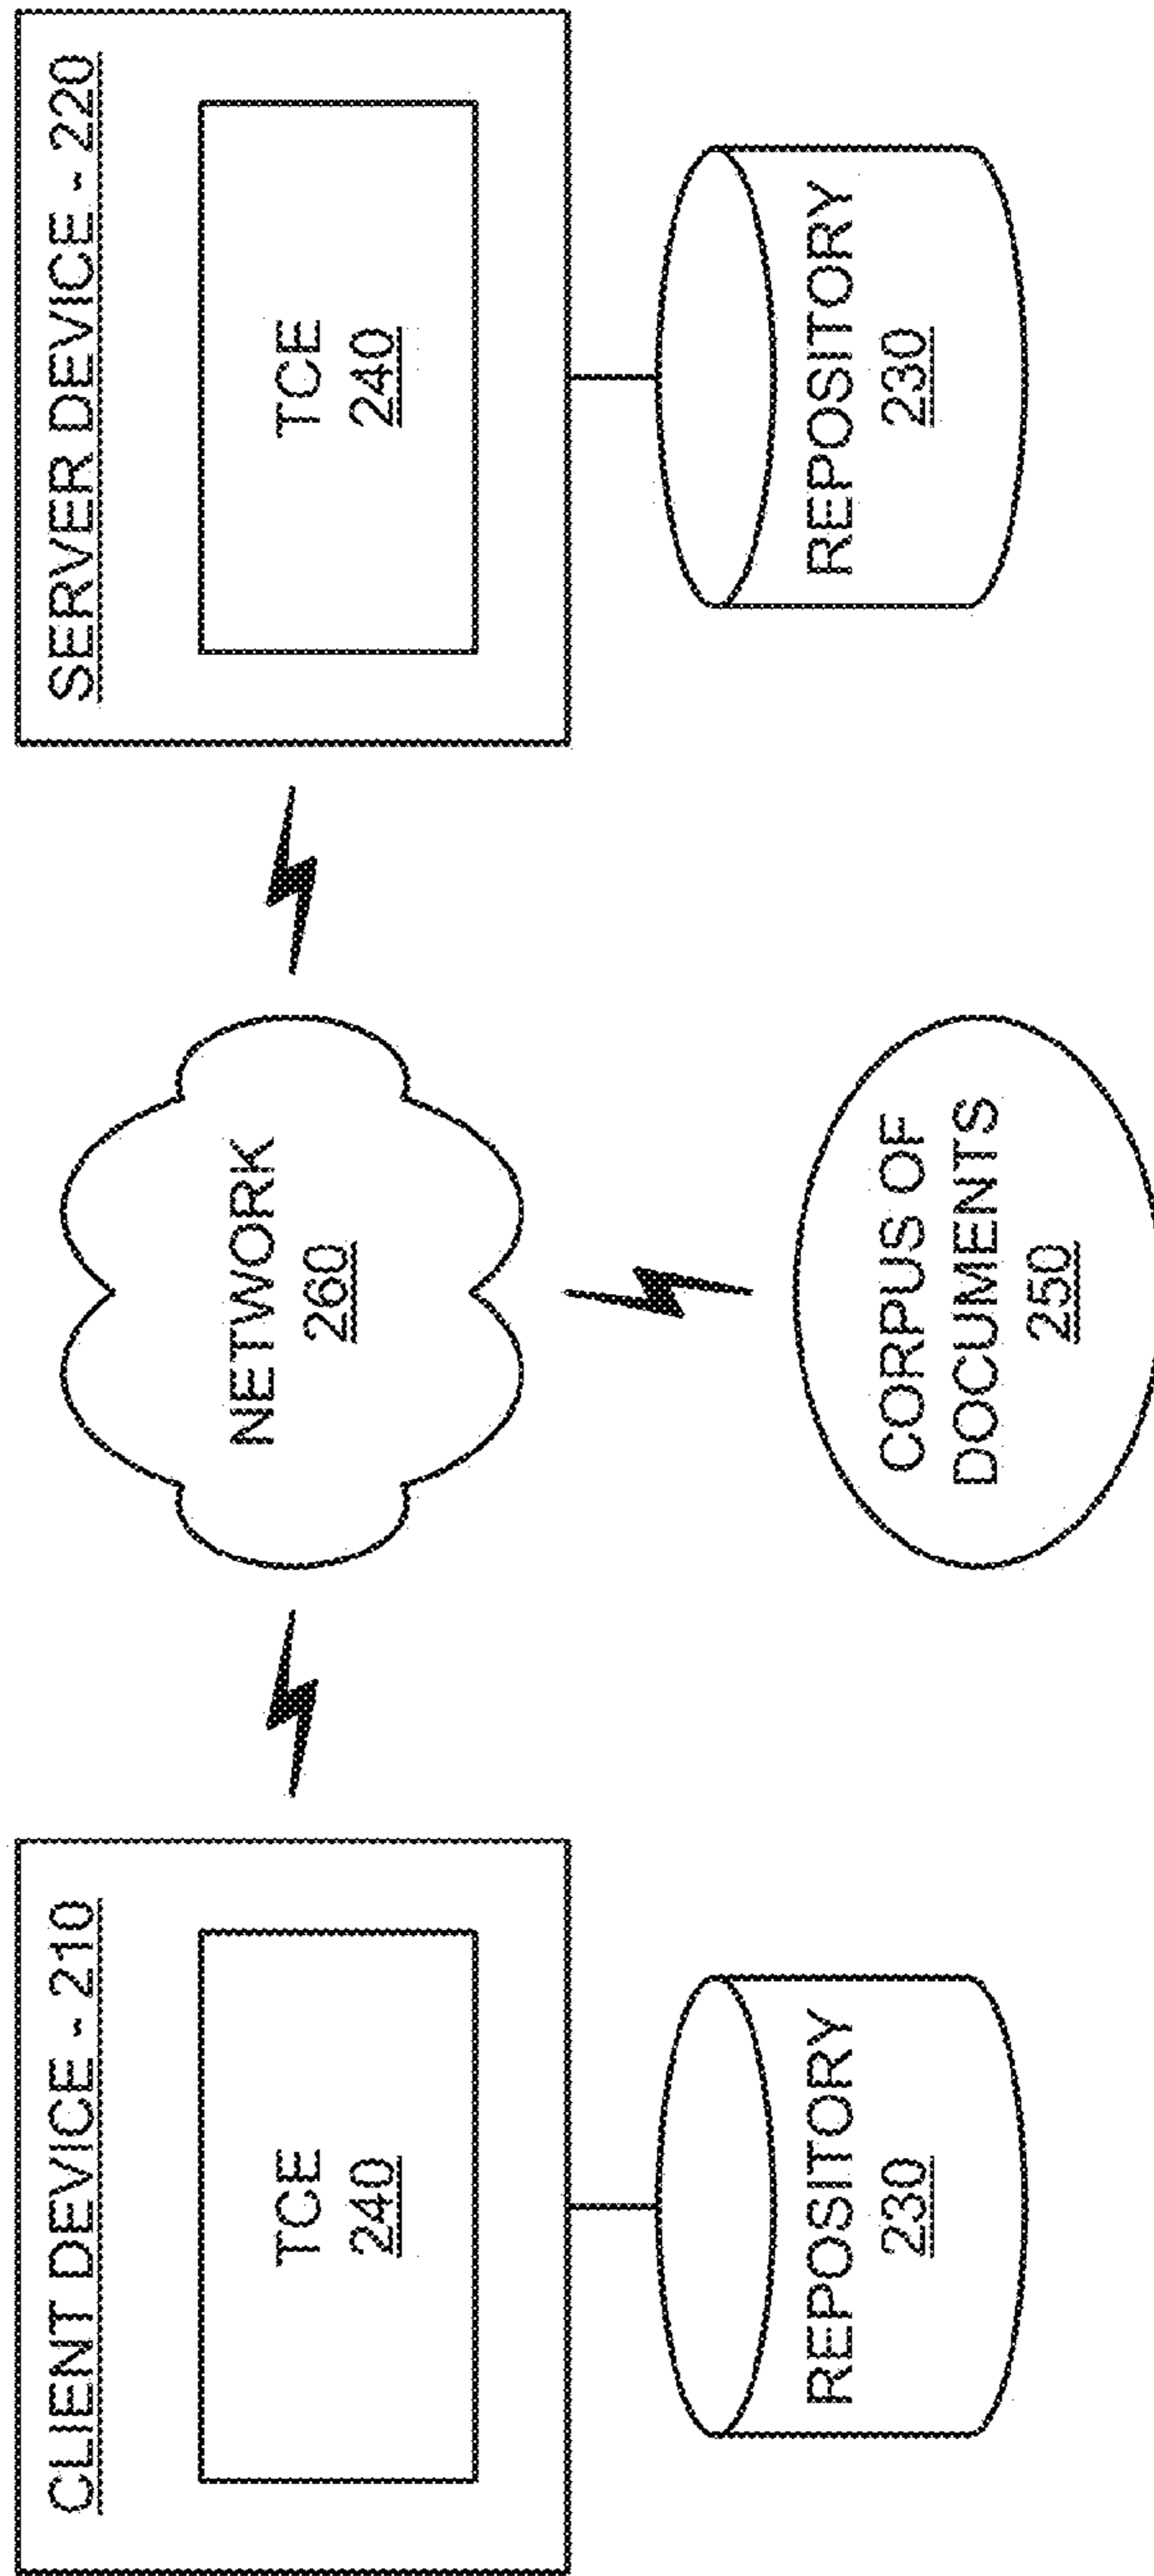 CLIENT DEVICE - 210
TCE
240
REPOSITORY
230
NETWORK
260
CORPUS OF
DOCUMENTS
250
SERVER DEVICE - 220
TCE
240
REPOSITORY
230